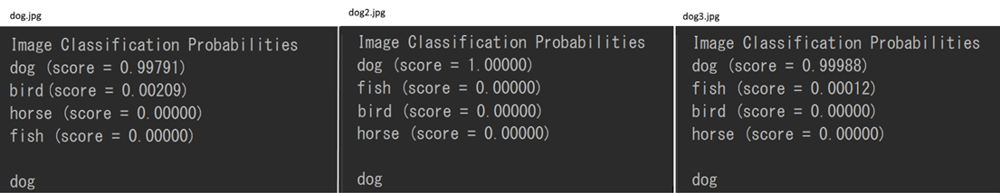 dog.jpg
Image Classification Probabilities
dog (score = 0.99791)
bird(score = 0.00209)
horse (score = 0.00000)
fish (score = 0.00000)
dog
dog2.jpg
Image Classification Probabilities
dog (score = 1.00000)
fish (score = 0.00000)
bird (score = 0.00000)
horse (score = 0.00000)
dog
dog3.jpg
Image Classification Probabilities
dog (score = 0.99988)
fish (score = 0.00012)
bird (score = 0.00000)
horse (score = 0.00000)
dog